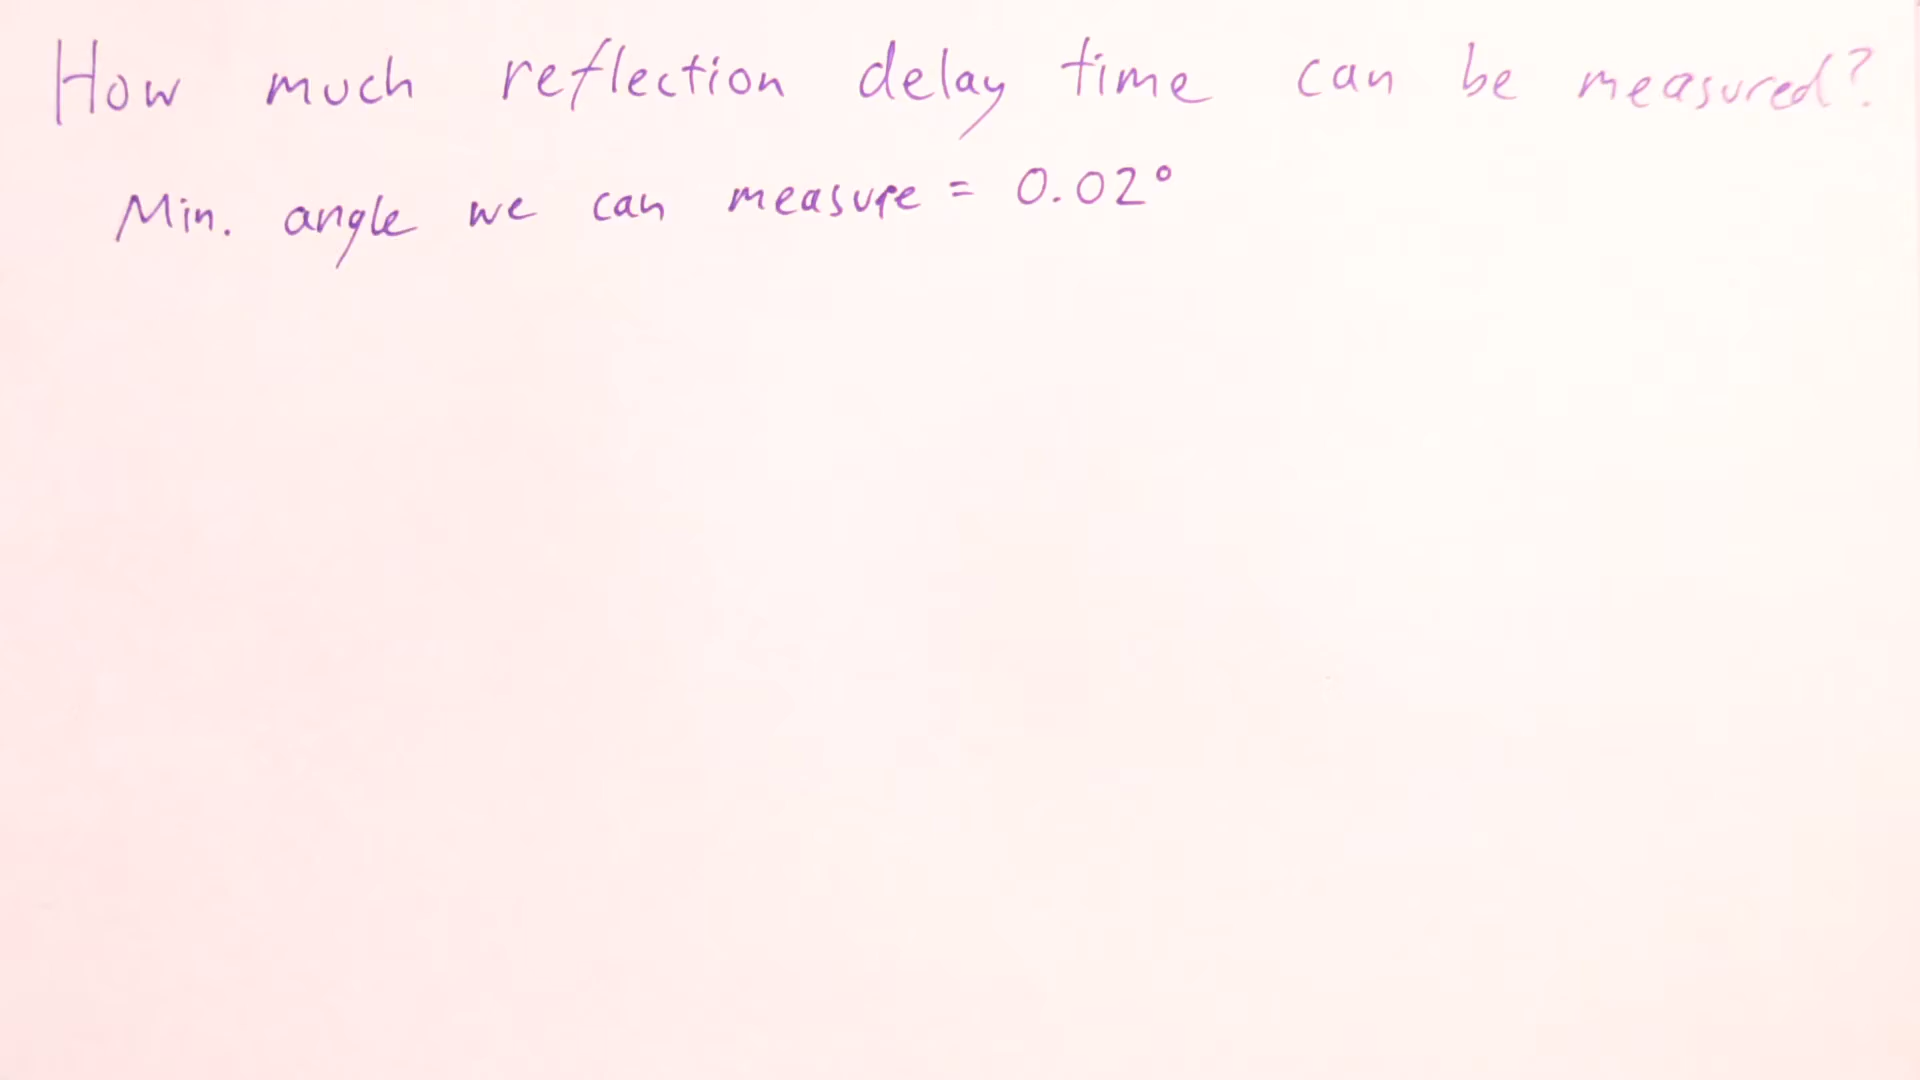 How much reflection delay time can be measured?
Min. angle we can measure = 0.02°